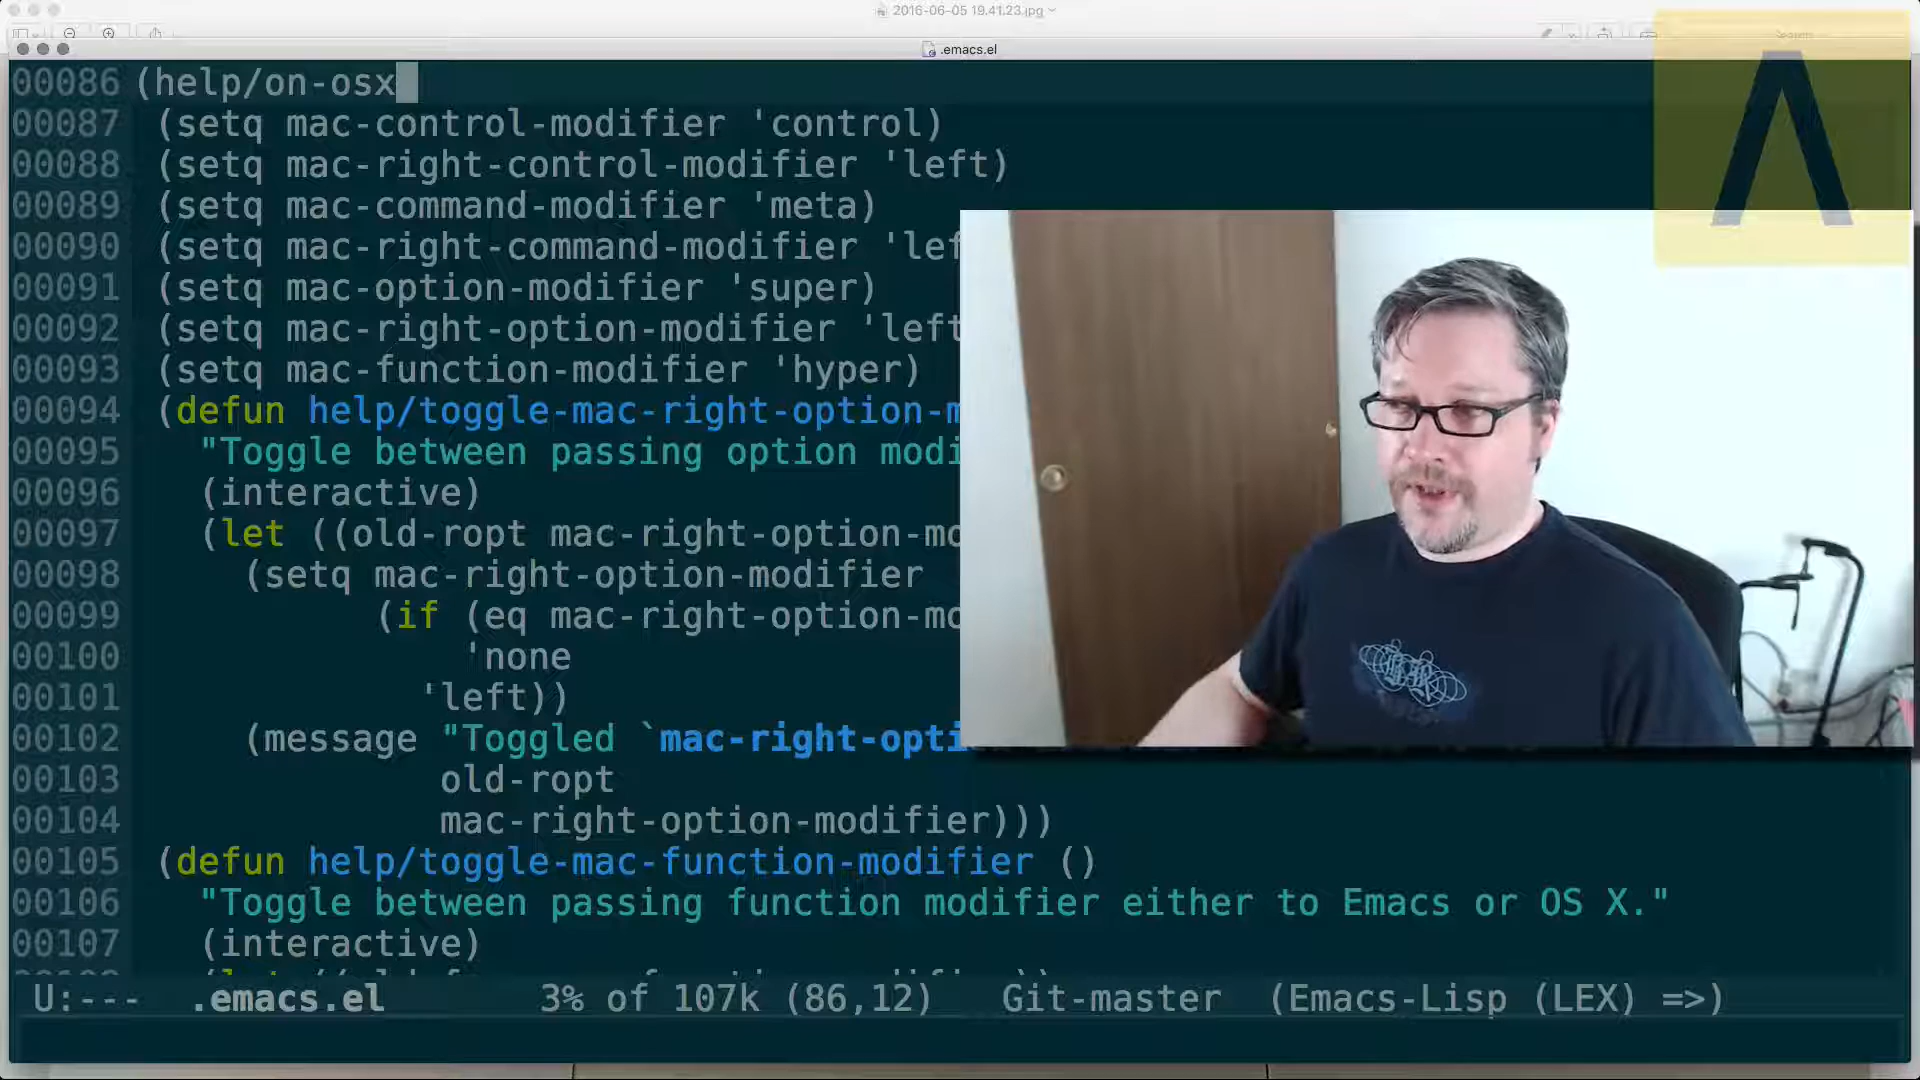 2016-06-05 19.41.23.jpg
Search
.emacs.el
00086 (help/on-osx
00087 (setq mac-control-modifier 'control)
00088 (setq mac-right-control-modifier 'left)
00089 (setq mac-command-modifier 'meta)
00090 (setq mac-right-command-modifier 'lef
00091 (setq mac-option-modifier 'super)
00092 (setq mac-right-option-modifier 'left
00093 (setq mac-function-modifier 'hyper)
00094 (defun help/toggle-mac-right-option-m
00095 "Toggle between passing option modi
00096 (interactive)
00097 (let ((old-ropt mac-right-option-mo
00098 (setq mac-right-option-modifier
00099 (if (eq mac-right-option-mo
00100 'none
00101 'left))
00102 (message "Toggled `mac-right-opti
00103 old-ropt
00104 mac-right-option-modifier)))
00105 (defun help/toggle-mac-function-modifier ()
00106 "Toggle between passing function modifier either to Emacs or OS X."
00107 (interactive)
U:--- .emacs.el 3% of 107k (86,12) Git-master (Emacs-Lisp (LEX) =>)